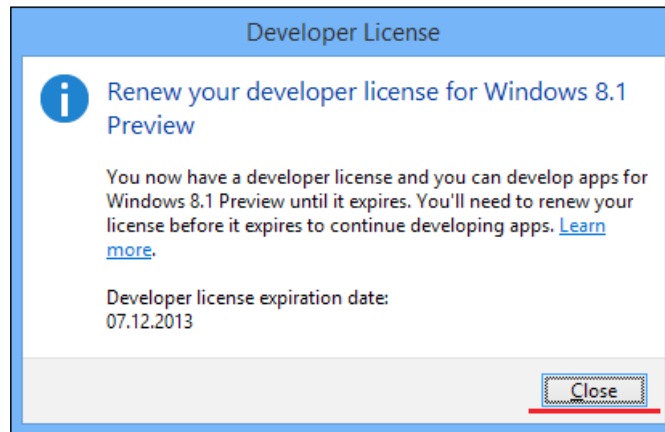 Developer License
Renew your developer license for Windows 8.1
Preview
You now have a developer license and you can develop apps for
Windows 8.1 Preview until it expires. You'll need to renew your
license before it expires to continue developing apps. Learn
more.
Developer license expiration date:
07.12.2013
Close